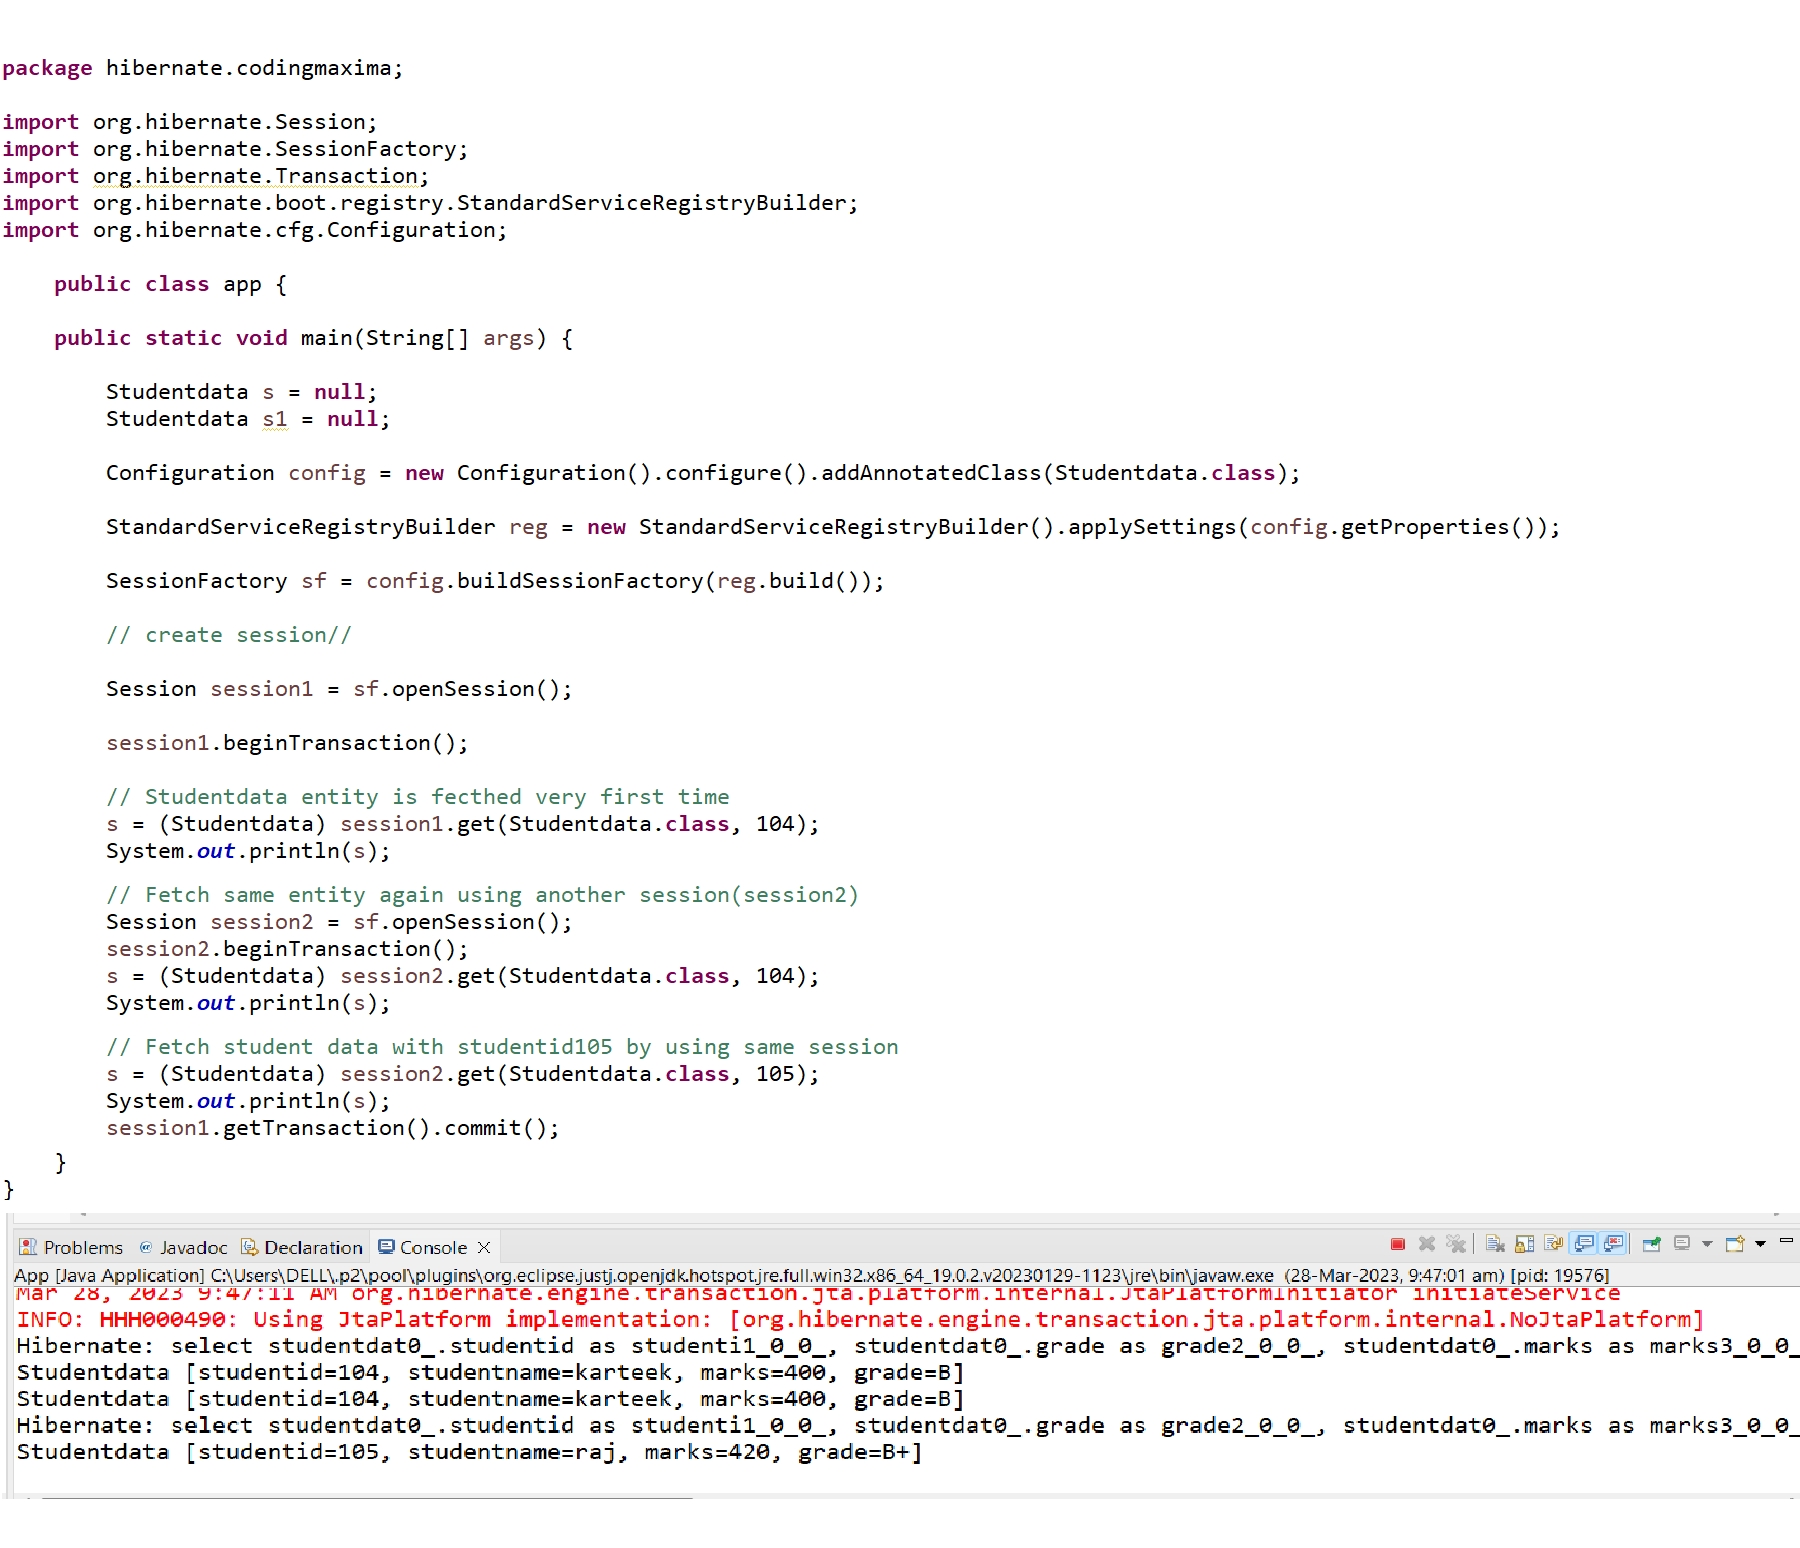 package hibernate.codingmaxima;
import org.hibernate.Session;
import org.hibernate.SessionFactory;
import org.hibernate.Transaction;
import org.hibernate.boot.registry.StandardServiceRegistryBuilder;
import org.hibernate.cfg.Configuration;
public class app {
public static void main(String[] args) {
Studentdata s = null;
Studentdata s1 = null;
Configuration config = new Configuration().configure().addAnnotatedClass(Studentdata.class);
StandardServiceRegistryBuilder reg = new StandardServiceRegistryBuilder().applySettings(config.getProperties());
SessionFactory sf = config.buildSessionFactory(reg.build());
// create session//
Session session1 = sf.openSession();
session1.beginTransaction();
// Studentdata entity is fecthed very first time
s = (Studentdata) session1.get(Studentdata.class, 104);
System.out.println(s);
// Fetch same entity again using another session(session2)
Session session2 = sf.openSession();
session2.beginTransaction();
s = (Studentdata) session2.get(Studentdata.class, 104);
System.out.println(s);
// Fetch student data with studentid105 by using same session
s = (Studentdata) session2.get(Studentdata.class, 105);
System.out.println(s);
session1.getTransaction().commit();
}
}
Problems Javadoc Declaration Console
App [Java Application] C:\Users\DELL\.p2\pool\plugins\org.eclipse.justj.openjdk.hotspot.jre.full.win32.x86_64_19.0.2.v20230129-1123\jre\bin\javaw.exe (28-Mar-2023, 9:47:01 am) [pid: 19576]
Mar 28, 2023 9:47:11 AM org.hibernate.engine.transaction.jta.platform.internal.JtaPlatformInitiator initiateService
INFO: HHH000490: Using JtaPlatform implementation: [org.hibernate.engine.transaction.jta.platform.internal.NoJtaPlatform]
Hibernate: select studentdat0_.studentid as studenti1_0_0_, studentdat0_.grade as grade2_0_0_, studentdat0_.marks as marks3_0_0_
Studentdata [studentid=104, studentname=karteek, marks=400, grade=B]
Studentdata [studentid=104, studentname=karteek, marks=400, grade=B]
Hibernate: select studentdat0_.studentid as studenti1_0_0_, studentdat0_.grade as grade2_0_0_, studentdat0_.marks as marks3_0_0_
Studentdata [studentid=105, studentname=raj, marks=420, grade=B+]